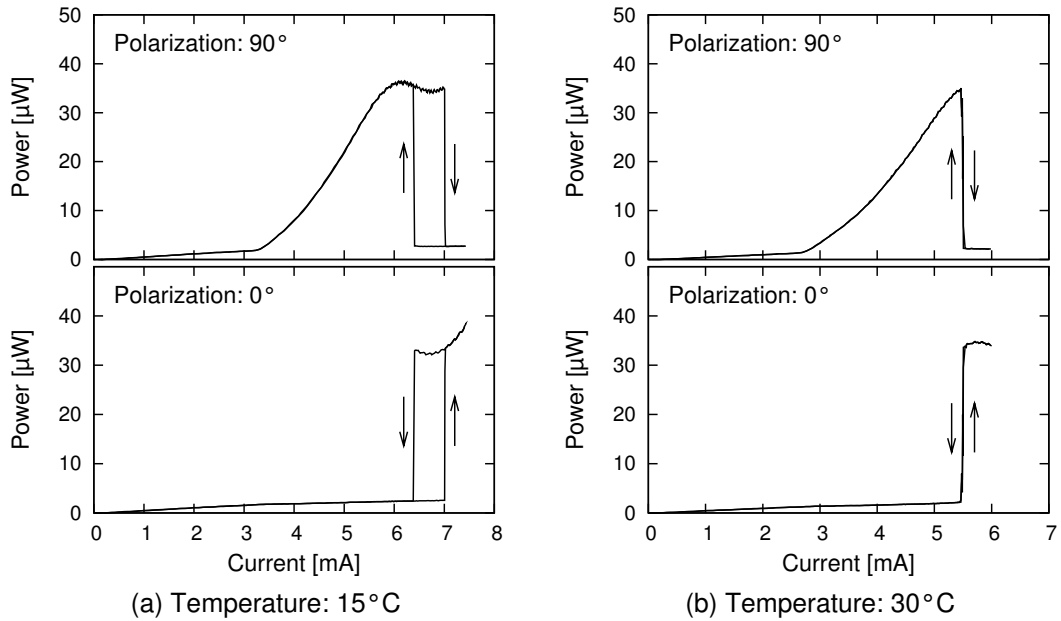 50
40
30
20
10
0
Power [µW]
Polarization: 90°
40
30
20
10
0
Power [µW]
Polarization: 0°
0 1 2 3 4 5 6 7 8
Current [mA]
(a) Temperature: 15°C
50
40
30
20
10
0
Power [µW]
Polarization: 90°
40
30
20
10
0
Power [µW]
Polarization: 0°
0 1 2 3 4 5 6 7
Current [mA]
(b) Temperature: 30°C